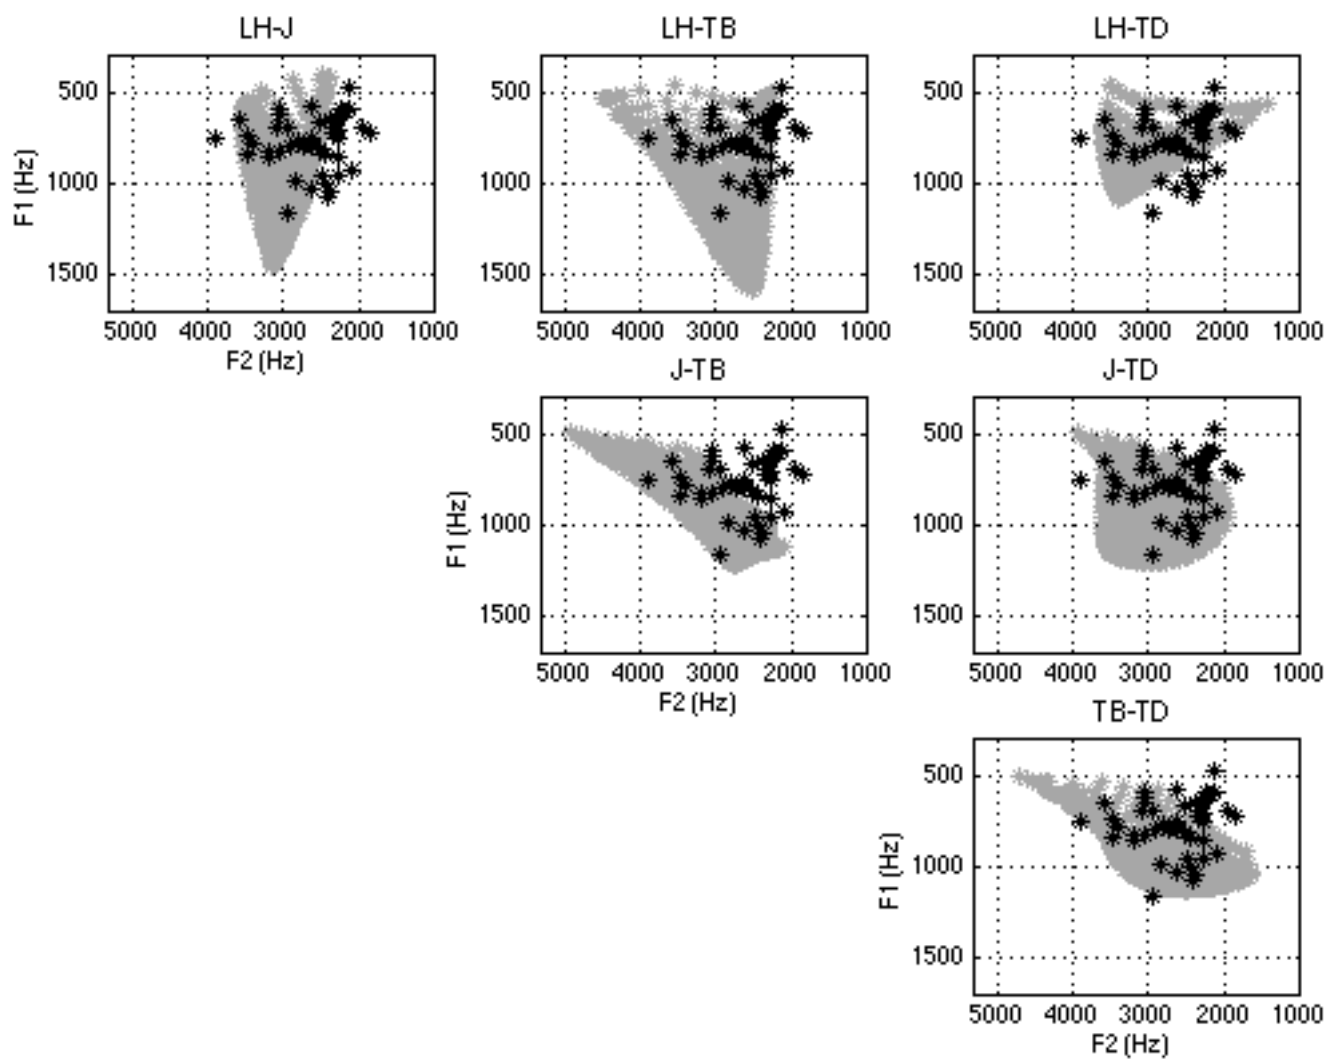 LH-J LH-TB LH-TD
500 500 500
1000 1000 1000
1500 1500 1500
F1 (Hz)
5000 4000 3000 2000 1000 5000 4000 3000 2000 1000 5000 4000 3000 2000 1000
F2 (Hz)
J-TB J-TD
500 500
1000 1000
1500 1500
F1 (Hz)
5000 4000 3000 2000 1000 5000 4000 3000 2000 1000
F2 (Hz)
TB-TD
500
1000
1500
F1 (Hz)
5000 4000 3000 2000 1000
F2 (Hz)